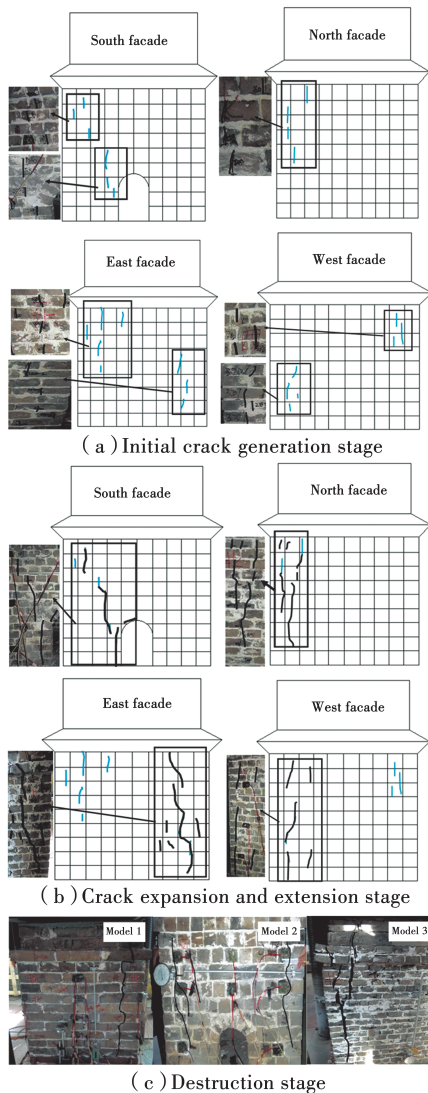 South facade
North facade
East facade
West facade
( a ) Initial crack generation stage
South facade
North facade
East facade
West facade
( b ) Crack expansion and extension stage
Model 1
Model 2
Model 3
( c ) Destruction stage